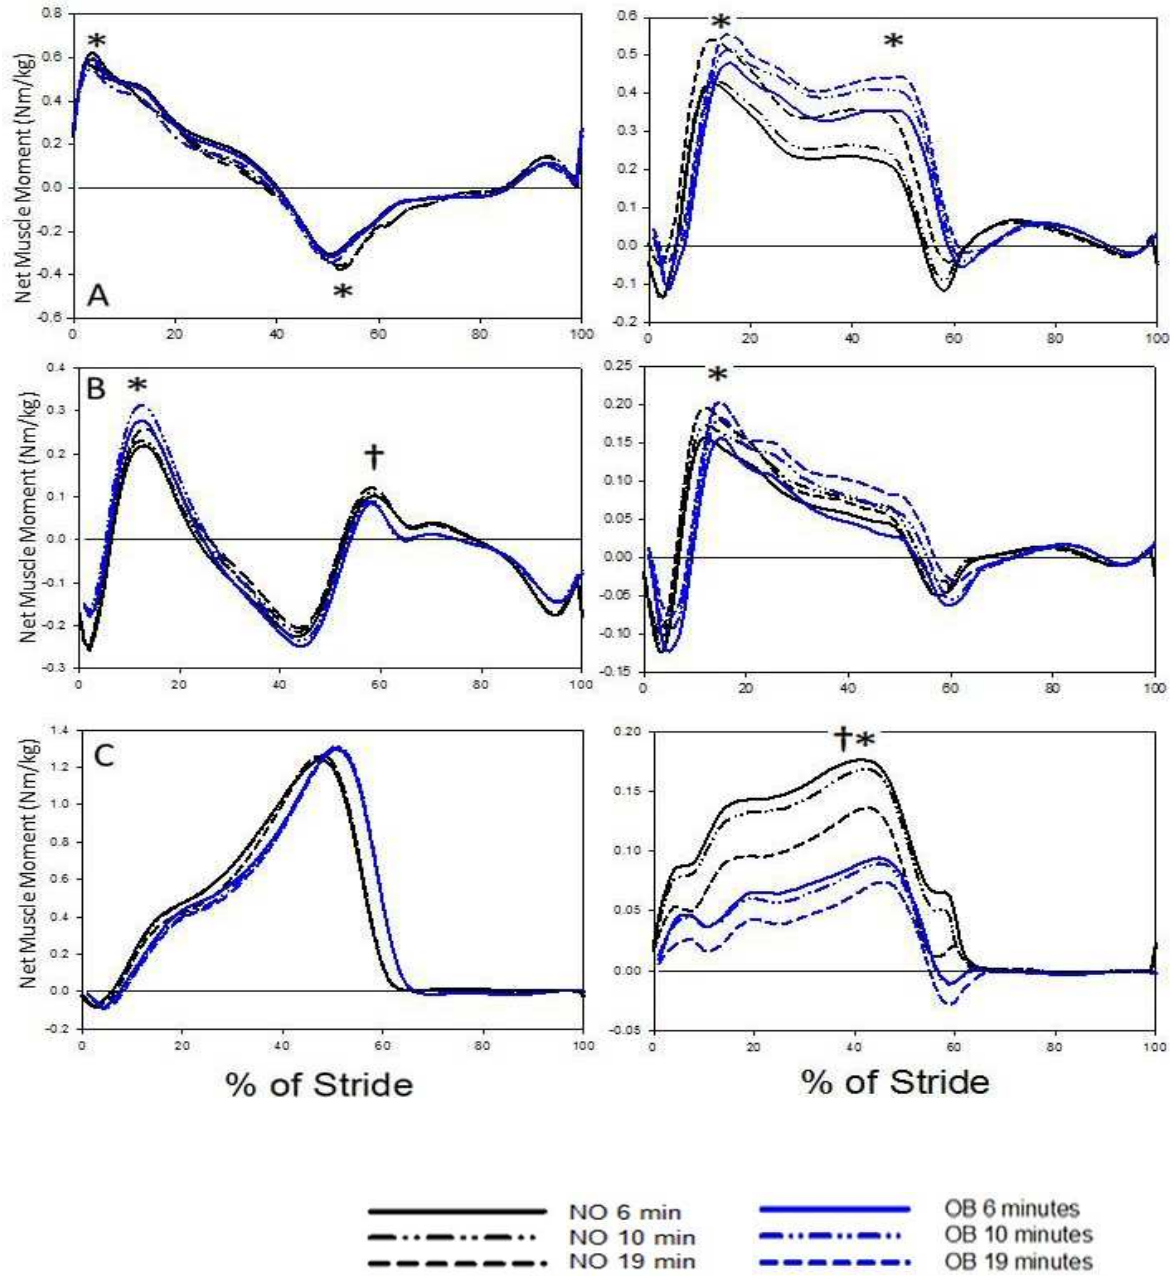 Net Muscle Moment (Nm/kg)
0.8
0.6
0.4
0.2
0.0
-0.2
-0.4
-0.6
*
*
A
0 20 40 60 80 100
0.6
0.5
0.4
0.3
0.2
0.1
0.0
-0.1
-0.2
* *
0 20 40 60 80 100
Net Muscle Moment (Nm/kg)
0.4
0.3
0.2
0.1
0.0
-0.1
-0.2
-0.3
B *
†
0 20 40 60 80 100
0.25
0.20
0.15
0.10
0.05
0.00
-0.05
-0.10
-0.15
*
0 20 40 60 80 100
Net Muscle Moment (Nm/kg)
1.4
1.2
1.0
0.8
0.6
0.4
0.2
0.0
-0.2
C
0 20 40 60 80 100
% of Stride
0.20
0.15
0.10
0.05
0.00
-0.05
†*
0 20 40 60 80 100
% of Stride
NO 6 min
NO 10 min
NO 19 min
OB 6 minutes
OB 10 minutes
OB 19 minutes